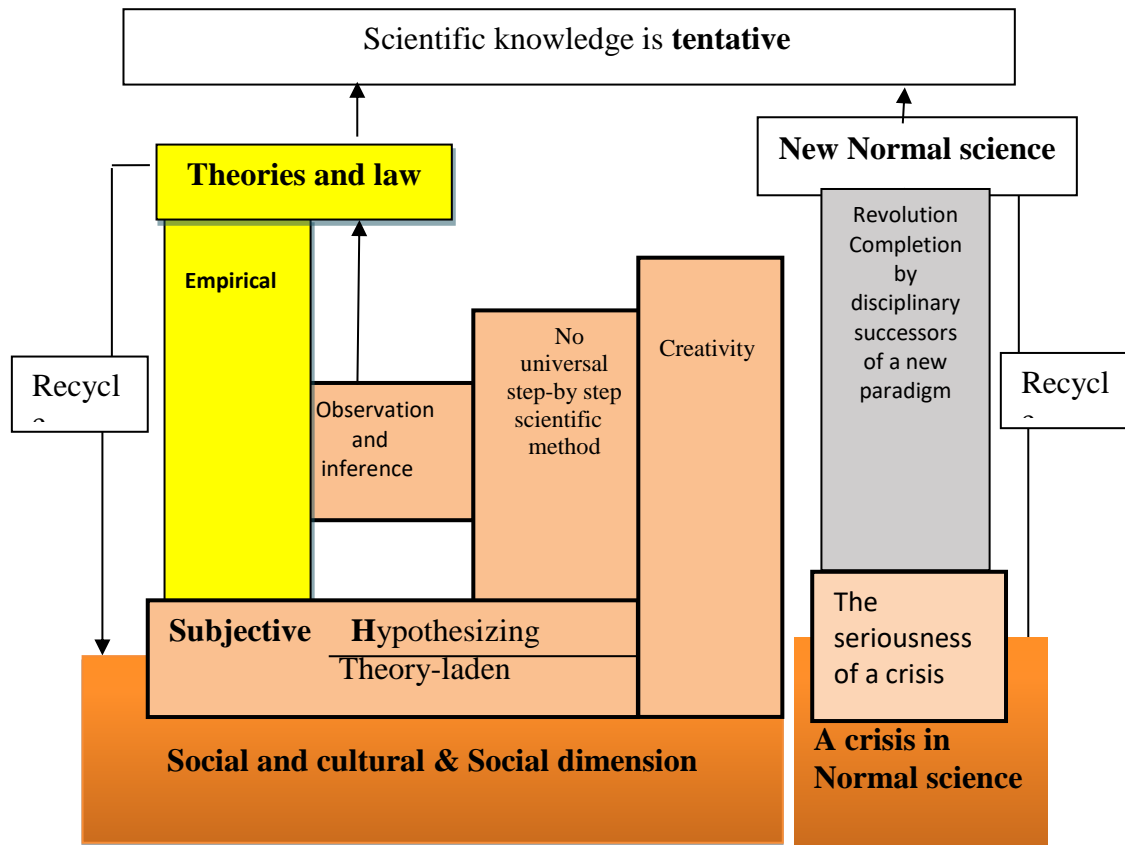 Scientific knowledge is tentative
Theories and law
New Normal science
Empirical
Revolution
Completion
by
disciplinary
successors
of a new
paradigm
No
universal
step-by step
scientific
method
Creativity
Recycl
Recycl
Observation
and
inference
Subjective Hypothesizing
Theory-laden
The
seriousness
of a crisis
Social and cultural & Social dimension
A crisis in
Normal science